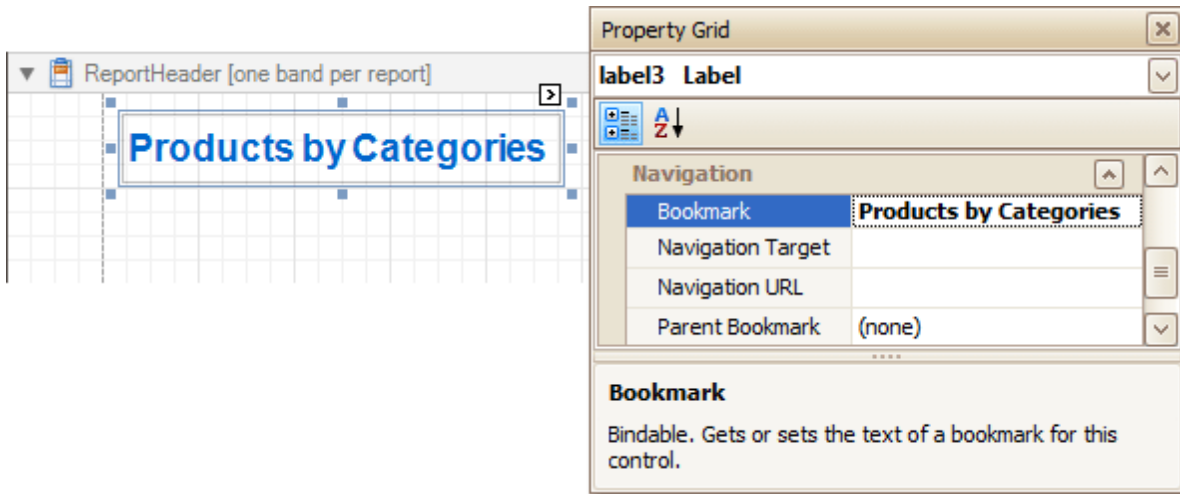 ReportHeader [one band per report]
Products by Categories
Property Grid
label3 Label
A
Z
Navigation
Bookmark Products by Categories
Navigation Target
Navigation URL
Parent Bookmark (none)
Bookmark
Bindable. Gets or sets the text of a bookmark for this
control.